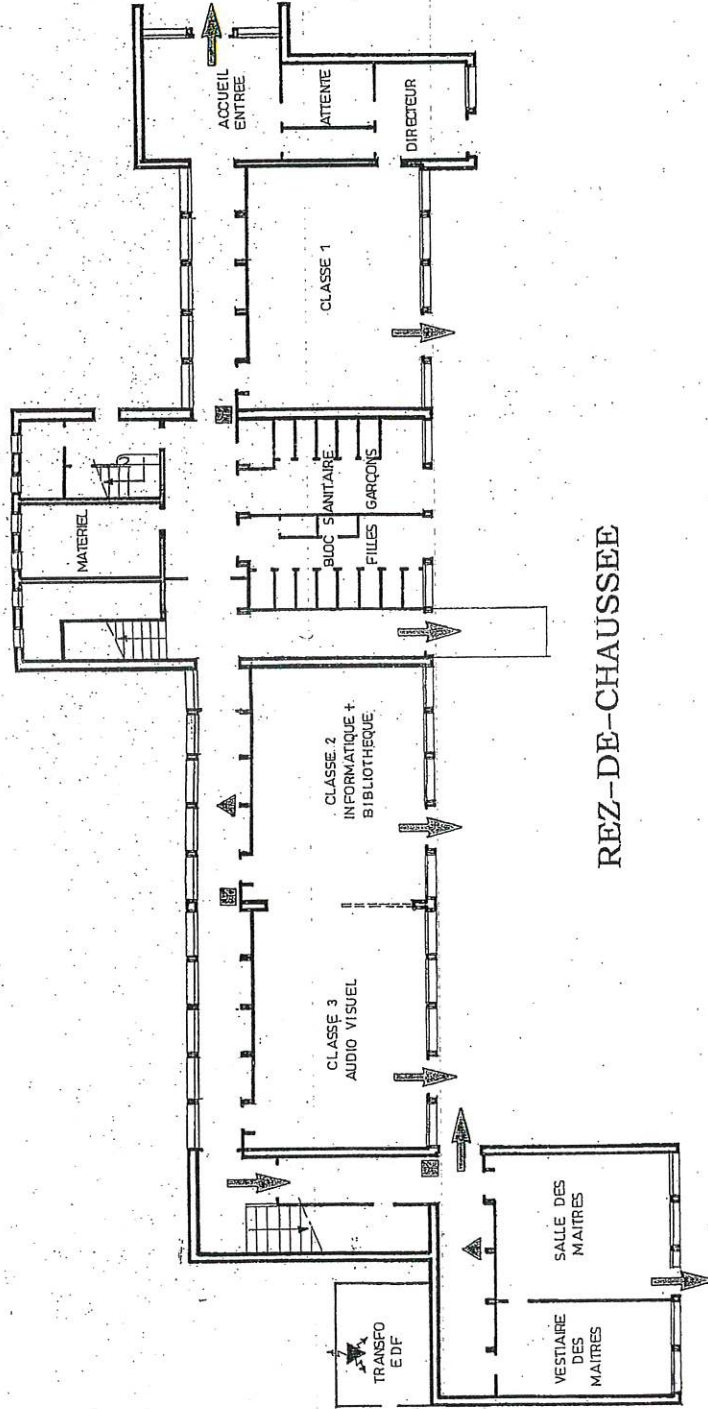 ACCUEIL
ENTREE
ATTENTE
DIRECTEUR
CLASSE 1
MATERIEL
BLOC SANITAIRE
FILLES GARÇONS
CLASSE 2
INFORMATIQUE +
BIBLIOTHEQUE
CLASSE 3
AUDIO VISUEL
SALLE DES
MAITRES
VESTIAIRE
DES
MAITRES
TRANSFO
EDF
REZ-DE-CHAUSSEE